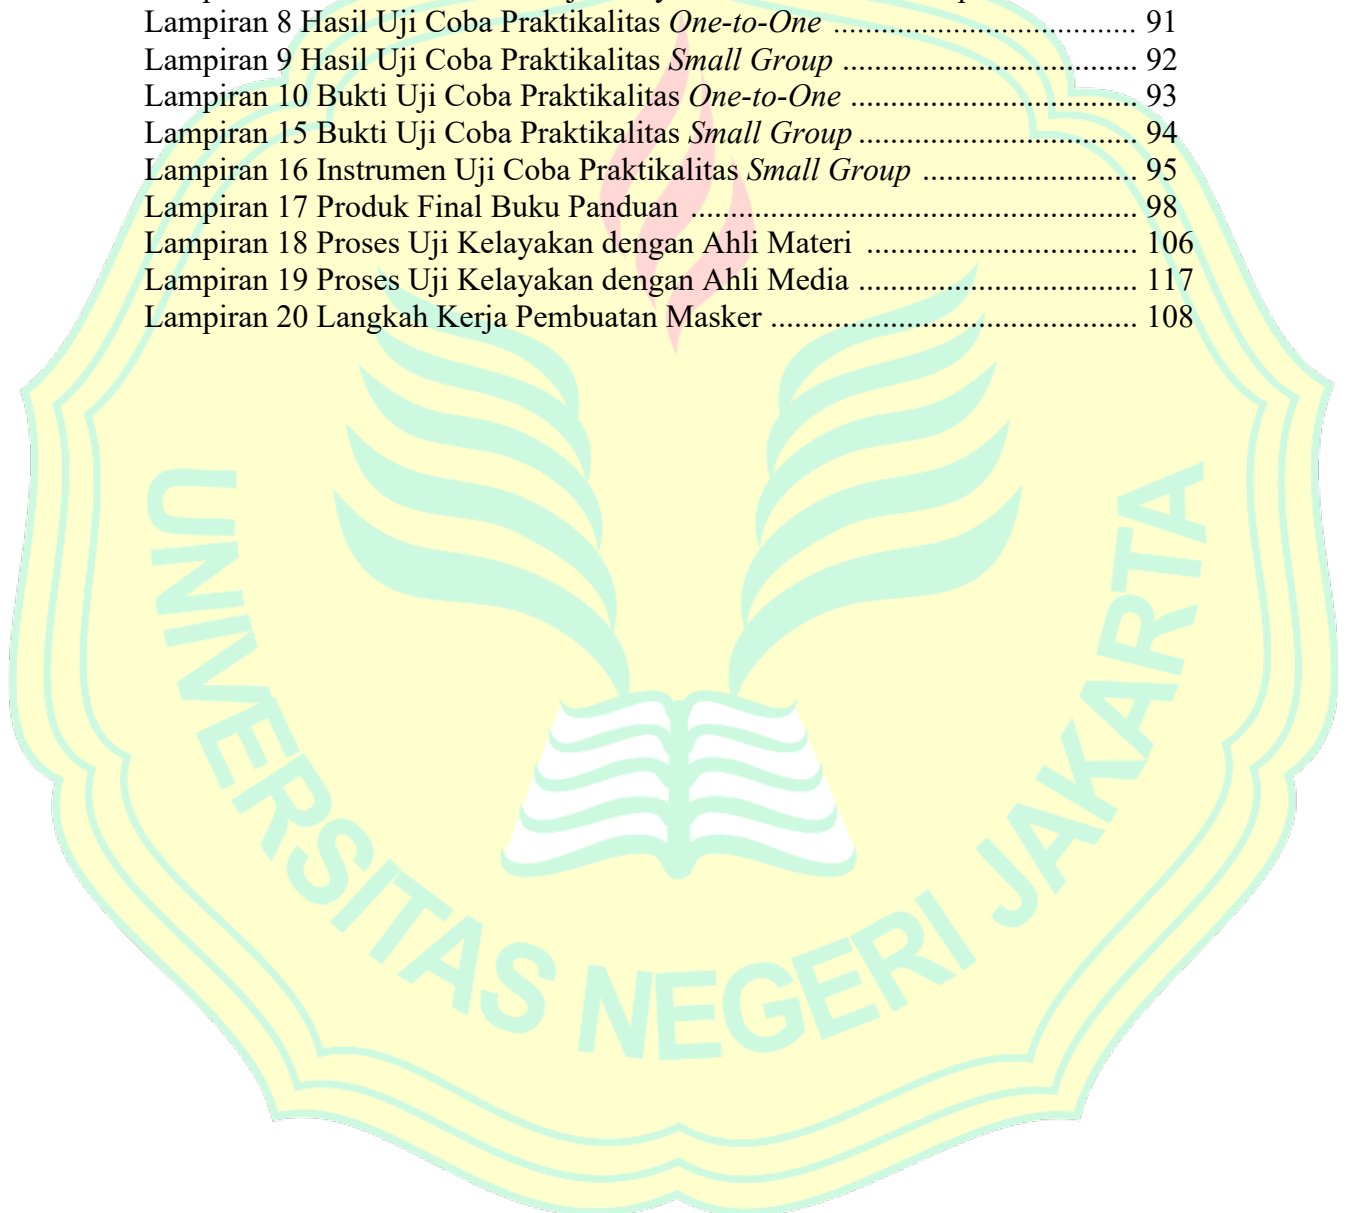 Lampiran 8 Hasil Uji Coba Praktikalitas One-to-One ...................................... 91
Lampiran 9 Hasil Uji Coba Praktikalitas Small Group ..................................... 92
Lampiran 10 Bukti Uji Coba Praktikalitas One-to-One .................................... 93
Lampiran 15 Bukti Uji Coba Praktikalitas Small Group ................................... 94
Lampiran 16 Instrumen Uji Coba Praktikalitas Small Group ........................... 95
Lampiran 17 Produk Final Buku Panduan ........................................................ 98
Lampiran 18 Proses Uji Kelayakan dengan Ahli Materi .................................. 106
Lampiran 19 Proses Uji Kelayakan dengan Ahli Media ................................... 117
Lampiran 20 Langkah Kerja Pembuatan Masker .............................................. 108
UNIVERSITAS NEGERI JAKARTA